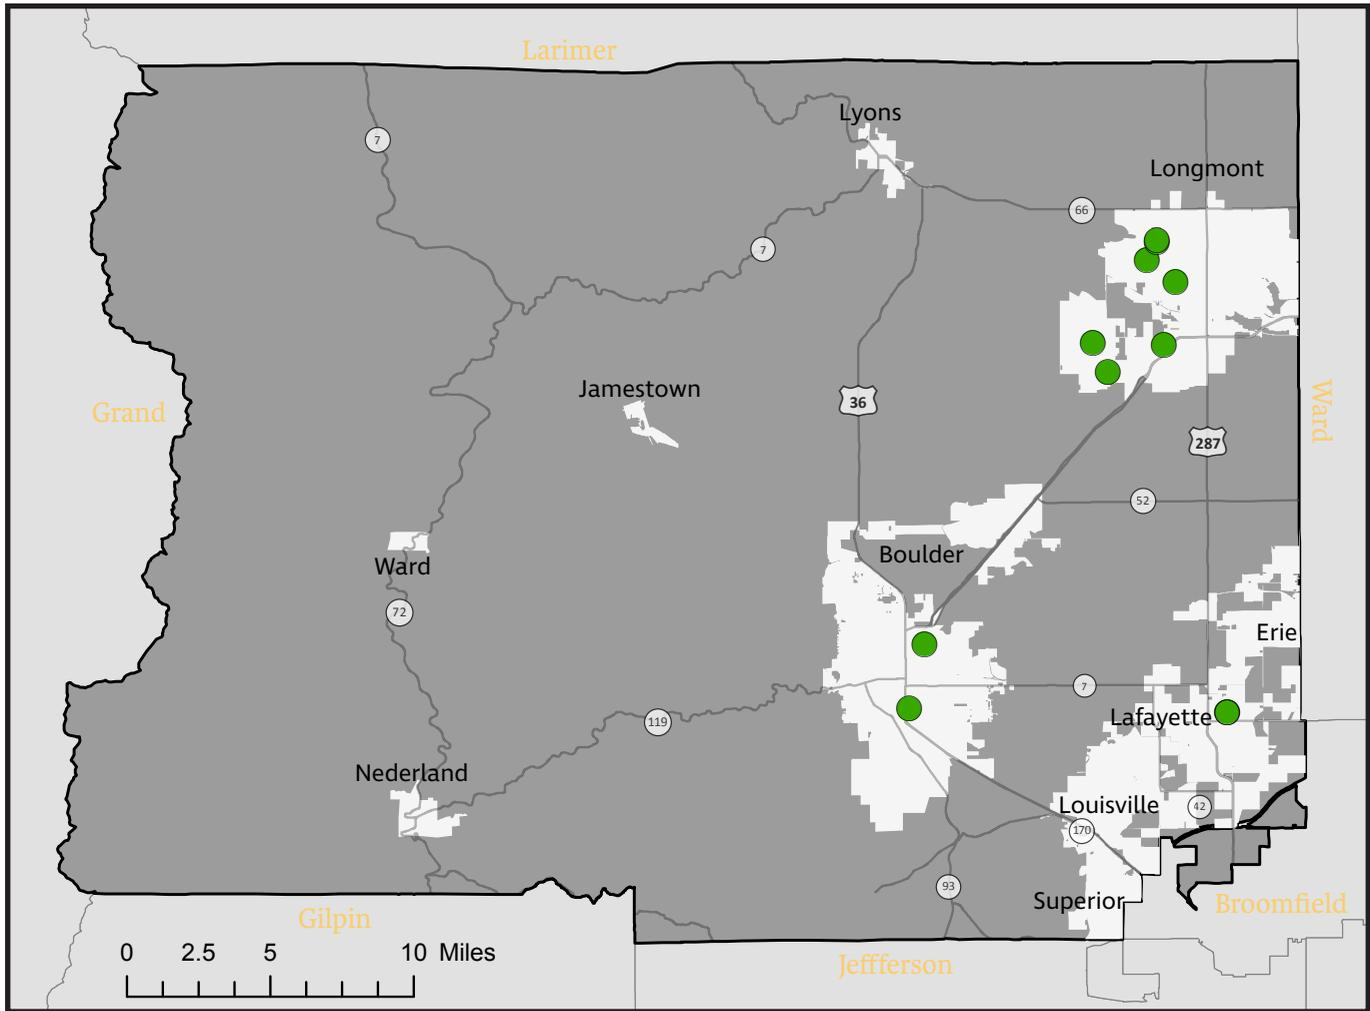 Larimer
Lyons
7
Longmont
66
7
Jamestown
36
Grand
Ward
287
52
Boulder
Ward
72
Erie
7
119
Lafayette
Nederland
Louisville
42
170
93
Superior
Broomfield
Gilpin
0 2.5 5 10 Miles
Jeffferson